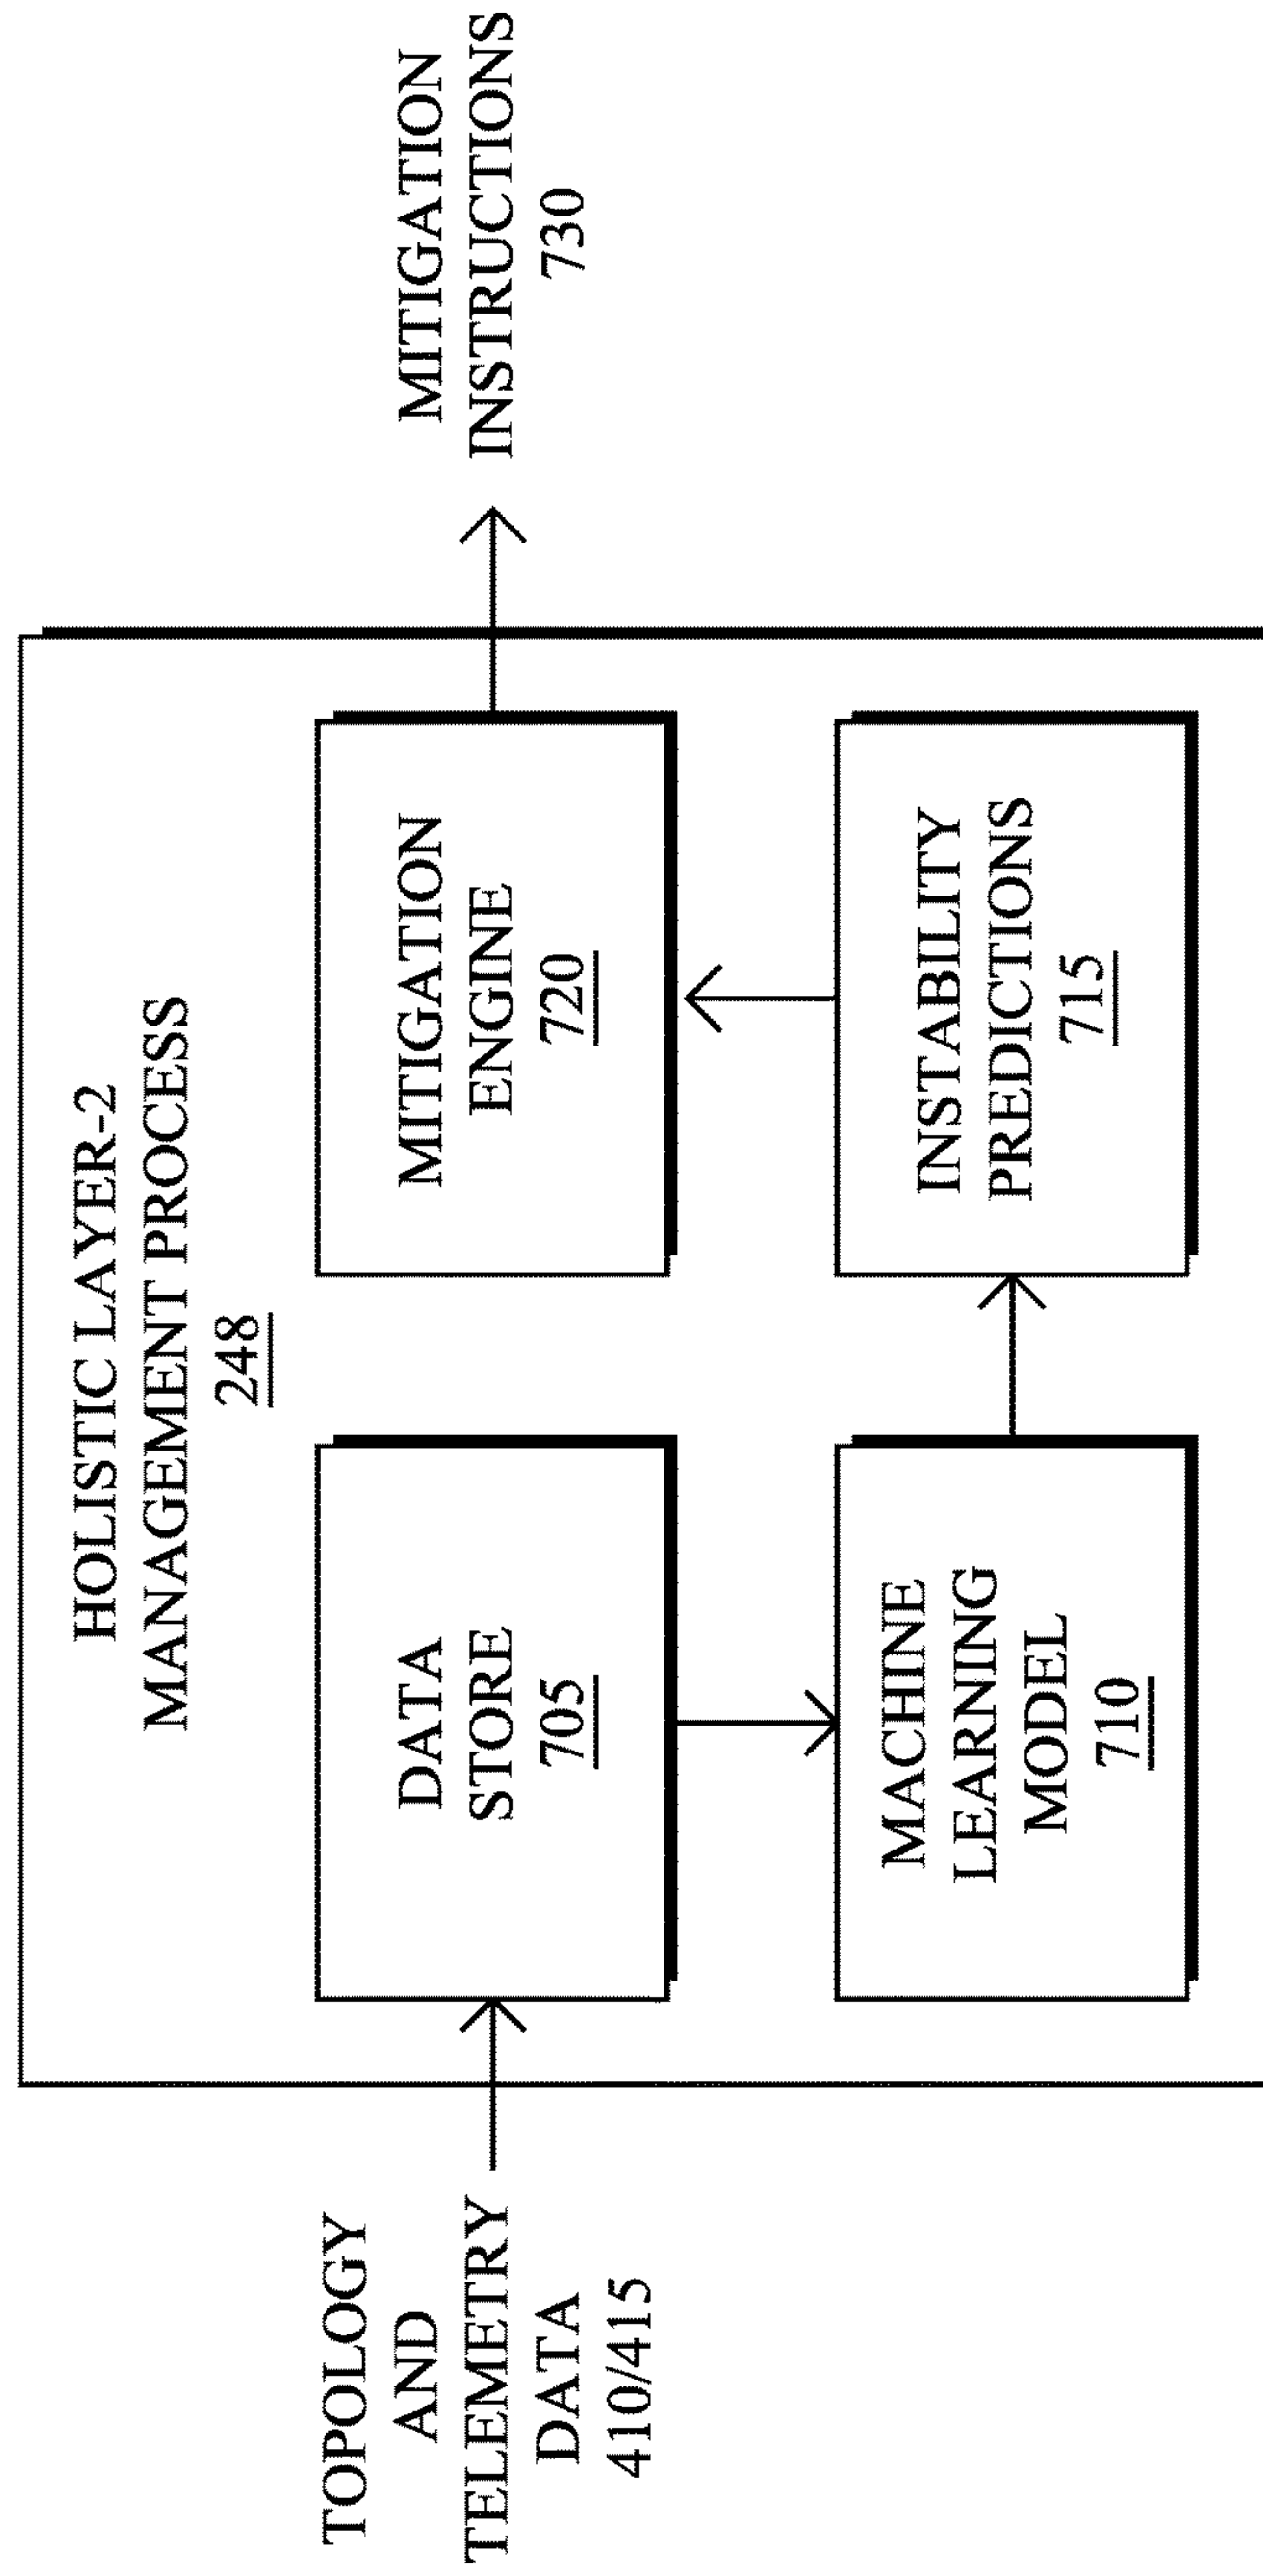 HOLISTIC LAYER-2
MANAGEMENT PROCESS
248
TOPOLOGY
AND
TELEMETRY
DATA
410/415
DATA
STORE
705
MITIGATION
ENGINE
720
MITIGATION
INSTRUCTIONS
730
MACHINE
LEARNING
MODEL
710
INSTABILITY
PREDICTIONS
715